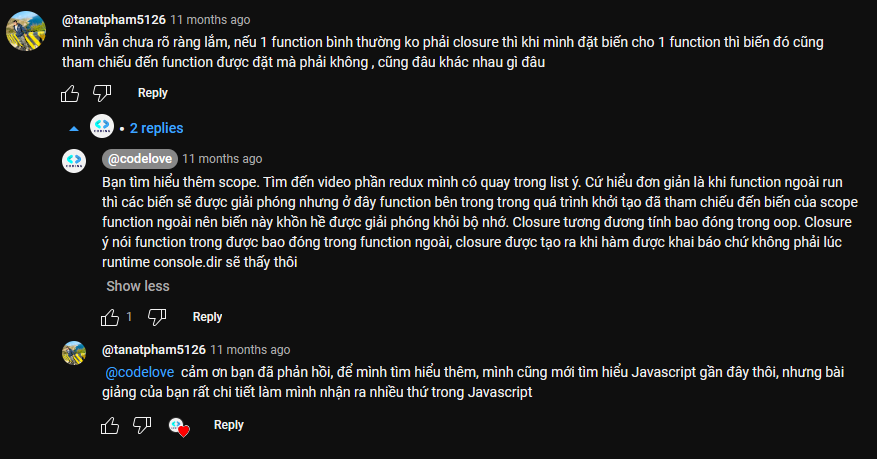 @tanatpham5126 11 months ago
mình vẫn chưa rõ ràng lắm, nếu 1 function bình thường ko phải closure thì khi mình đặt biến cho 1 function thì biến đó cũng
tham chiếu đến function được đặt mà phải không , cũng đâu khác nhau gì đâu
Reply
CODING • 2 replies
@codelove 11 months ago
Bạn tìm hiểu thêm scope. Tìm đến video phần redux mình có quay trong list ý. Cứ hiểu đơn giản là khi function ngoài run
thì các biến sẽ được giải phóng nhưng ở đây function bên trong trong quá trình khởi tạo đã tham chiếu đến biến của scope
function ngoài nên biến này khồn hề được giải phóng khỏi bộ nhớ. Closure tương đương tính bao đóng trong oop. Closure
ý nói function trong được bao đóng trong function ngoài, closure được tạo ra khi hàm được khai báo chứ không phải lúc
runtime console.dir sẽ thấy thôi
Show less
1 Reply
@tanatpham5126 11 months ago
@codelove cảm ơn bạn đã phản hồi, để mình tìm hiểu thêm, mình cũng mới tìm hiểu Javascript gần đây thôi, nhưng bài
giảng của bạn rất chi tiết làm mình nhận ra nhiều thứ trong Javascript
Reply